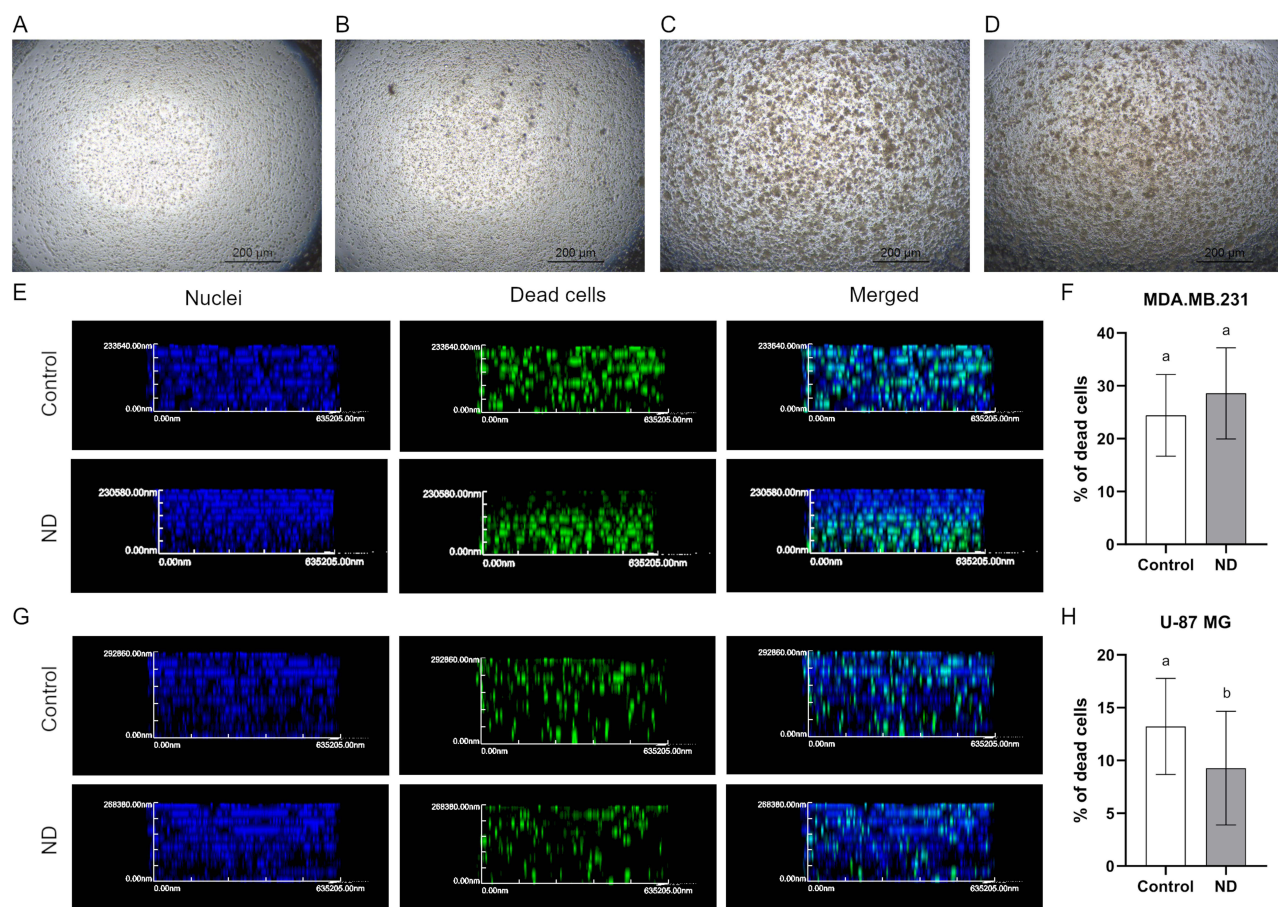 A
B
C
D
200 µm
200 µm
200 µm
200 µm
E
Nuclei
Dead cells
Merged
Control
233640.00nm
0.00nm
0.00nm
635205.00nm
233640.00nm
0.00nm
0.00nm
635205.00nm
233640.00nm
0.00nm
0.00nm
635205.00nm
ND
230580.00nm
0.00nm
0.00nm
635205.00nm
230580.00nm
0.00nm
0.00nm
635205.00nm
230580.00nm
0.00nm
0.00nm
635205.00nm
F
MDA.MB.231
% of dead cells
40
30
20
10
0
a
a
Control
ND
G
Control
292860.00nm
0.00nm
0.00nm
635205.00nm
292860.00nm
0.00nm
0.00nm
635205.00nm
292860.00nm
0.00nm
0.00nm
635205.00nm
ND
268380.00nm
0.00nm
0.00nm
635205.00nm
268380.00nm
0.00nm
0.00nm
635205.00nm
268380.00nm
0.00nm
0.00nm
635205.00nm
H
U-87 MG
% of dead cells
20
15
10
5
0
a
b
Control
ND